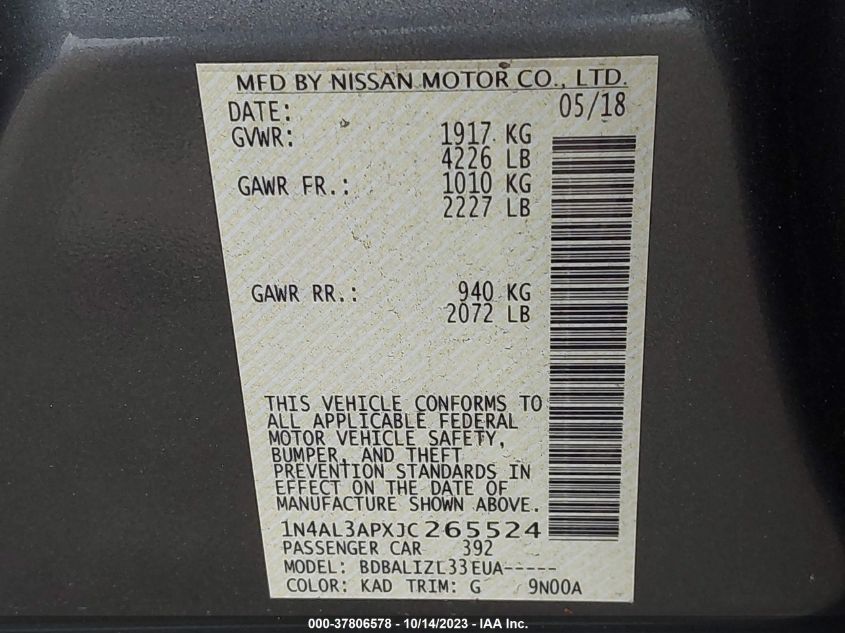 MFD BY NISSAN MOTOR CO., LTD.
DATE: 05/18
GVWR: 1917 KG
4226 LB
GAWR FR.: 1010 KG
2227 LB
GAWR RR.: 940 KG
2072 LB
THIS VEHICLE CONFORMS TO
ALL APPLICABLE FEDERAL
MOTOR VEHICLE SAFETY,
BUMPER, AND THEFT
PREVENTION STANDARDS IN
EFFECT ON THE DATE OF
MANUFACTURE SHOWN ABOVE.
1N4AL3APXJC265524
PASSENGER CAR 392
MODEL: BDBALIZL33EUA-----
COLOR: KAD TRIM: G 9N00A
000-37806578 - 10/14/2023 - IAA Inc.